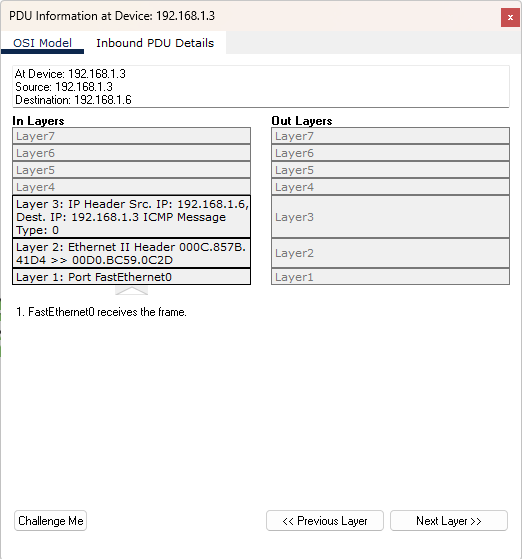 PDU Information at Device: 192.168.1.3
x
OSI Model Inbound PDU Details
At Device: 192.168.1.3
Source: 192.168.1.3
Destination: 192.168.1.6
In Layers
Layer7
Layer6
Layer5
Layer4
Layer 3: IP Header Src. IP: 192.168.1.6,
Dest. IP: 192.168.1.3 ICMP Message
Type: 0
Layer 2: Ethernet II Header 000C.857B.
41D4 >> 00D0.BC59.0C2D
Layer 1: Port FastEthernet0
Out Layers
Layer7
Layer6
Layer5
Layer4
Layer3
Layer2
Layer1
1. FastEthernet0 receives the frame.
Challenge Me
<< Previous Layer
Next Layer >>